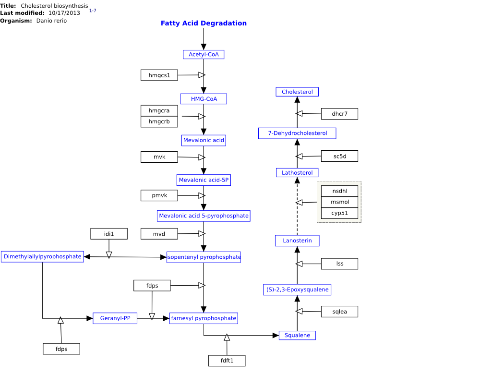 Title: Cholesterol biosynthesis
Last modified: 10/17/2013
Organism: Danio rerio
Fatty Acid Degradation
Acetyl-CoA
hmgcs1
HMG-CoA
hmgcra
hmgcrb
Mevalonic acid
mvk
Mevalonic acid-5P
pmvk
Mevalonic acid 5-pyrophosphate
mvd
idi1
Dimethylallylpyrophosphate
Isopentenyl pyrophosphate
fdps
Geranyl-PP
farnesyl pyrophosphate
fdps
fdft1
Squalene
sqlea
(S)-2,3-Epoxysqualene
lss
Lanosterin
nsdhl
msmol
cyp51
Lathosterol
sc5d
7-Dehydrocholesterol
dhcr7
Cholesterol